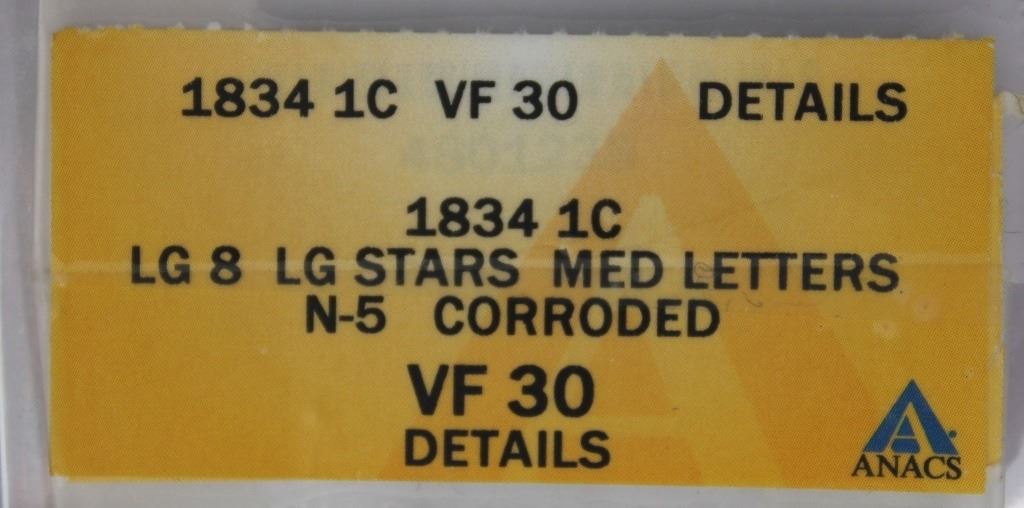 1834 1C VF 30 DETAILS
1834 1C
LG 8 LG STARS MED LETTERS
N-5 CORRODED
VF 30
DETAILS
ANACS